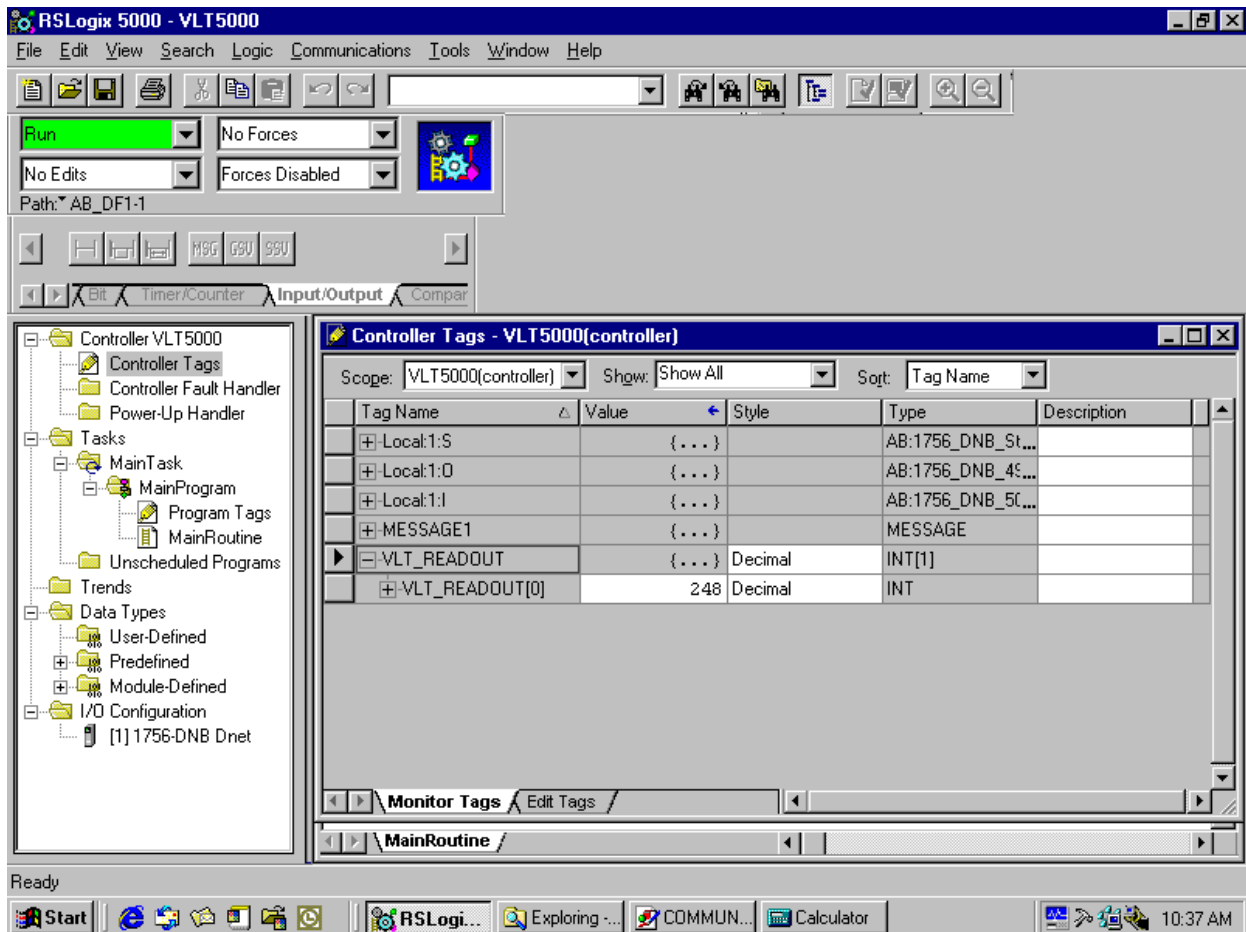 RSLogix 5000 - VLT5000
File Edit View Search Logic Communications Tools Window Help
Run
No Forces
No Edits
Forces Disabled
Path: AB_DF1-1
MSG GSV SSV
Bit Timer/Counter Input/Output Compar
Controller VLT5000
Controller Tags
Controller Fault Handler
Power-Up Handler
Tasks
MainTask
MainProgram
Program Tags
MainRoutine
Unscheduled Programs
Trends
Data Types
User-Defined
Predefined
Module-Defined
I/O Configuration
[1] 1756-DNB Dnet
Controller Tags - VLT5000(controller)
Scope: VLT5000(controller) Show: Show All Sort: Tag Name
Tag Name Value Style Type Description
Local:1:S {...} AB:1756_DNB_St...
Local:1:O {...} AB:1756_DNB_49...
Local:1:I {...} AB:1756_DNB_50...
MESSAGE1 {...} MESSAGE
VLT_READOUT {...} Decimal INT[1]
VLT_READOUT[0] 248 Decimal INT
Monitor Tags Edit Tags
MainRoutine
Ready
Start RSLogi... Exploring -... COMMUN... Calculator 10:37 AM